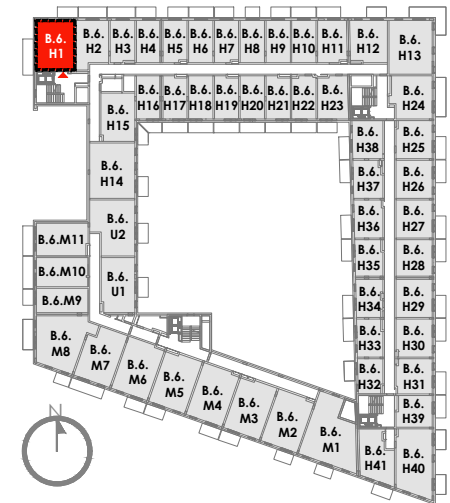 B.6.
H1
B.6.
H2
B.6.
H3
B.6.
H4
B.6.
H5
B.6.
H6
B.6.
H7
B.6.
H8
B.6.
H9
B.6.
H10
B.6.
H11
B.6.
H12
B.6.
H13
B.6.
H15
B.6.
H16
B.6.
H17
B.6.
H18
B.6.
H19
B.6.
H20
B.6.
H21
B.6.
H22
B.6.
H23
B.6.
H24
B.6.
H38
B.6.
H25
B.6.
H14
B.6.
H37
B.6.
H26
B.6.
U2
B.6.
H36
B.6.
H27
B.6.M11
B.6.
H35
B.6.
H28
B.6.M10
B.6.
U1
B.6.
H34
B.6.
H29
B.6.M9
B.6.
H33
B.6.
H30
B.6.
M8
B.6.
M7
B.6.
M6
B.6.
M5
B.6.
M4
B.6.
M3
B.6.
M2
B.6.
M1
B.6.
H32
B.6.
H31
B.6.
H39
B.6.
H41
B.6.
H40
N